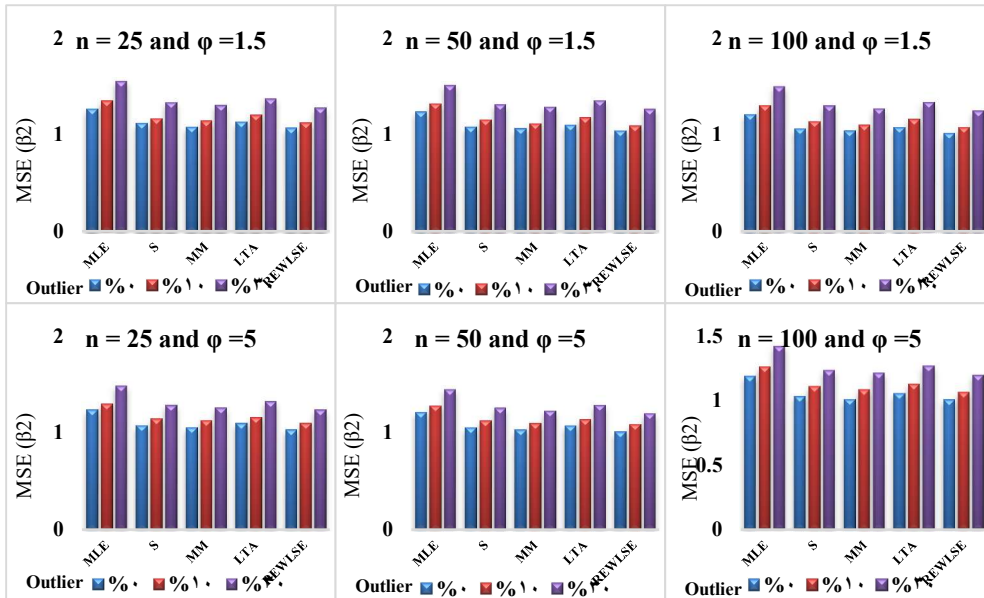 n = 25 and φ =1.5
2
1
0
MSE (β2)
MLE
S
MM
LTA
REWLSE
Outlier %٠ %١٠ %٣٠
n = 50 and φ =1.5
2
1
0
MSE (β2)
MLE
S
MM
LTA
REWLSE
Outlier %٠ %١٠ %٣٠
n = 100 and φ =1.5
2
1
0
MSE (β2)
MLE
S
MM
LTA
REWLSE
Outlier %٠ %١٠ %٣٠
n = 25 and φ =5
2
1
0
MSE (β2)
MLE
S
MM
LTA
REWLSE
Outlier %٠ %١٠ %٣٠
n = 50 and φ =5
2
1
0
MSE (β2)
MLE
S
MM
LTA
REWLSE
Outlier %٠ %١٠ %٣٠
n = 100 and φ =5
1.5
1
0.5
0
MSE (β2)
MLE
S
MM
LTA
REWLSE
Outlier %٠ %١٠ %٣٠